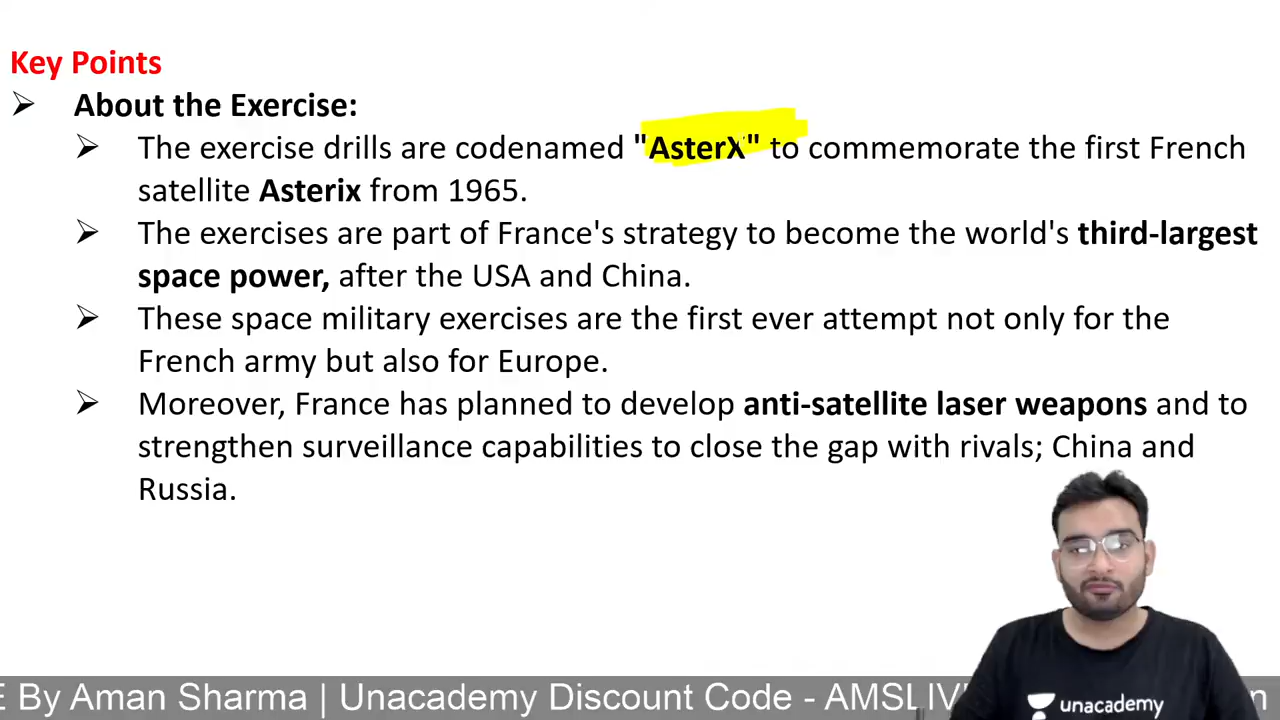 Key Points
➢ About the Exercise:
➢ The exercise drills are codenamed "AsterX" to commemorate the first French
satellite Asterix from 1965.
➢ The exercises are part of France's strategy to become the world's third-largest
space power, after the USA and China.
➢ These space military exercises are the first ever attempt not only for the
French army but also for Europe.
➢ Moreover, France has planned to develop anti-satellite laser weapons and to
strengthen surveillance capabilities to close the gap with rivals; China and
Russia.
E By Aman Sharma | Unacademy Discount Code - AMSLIV
unacademy